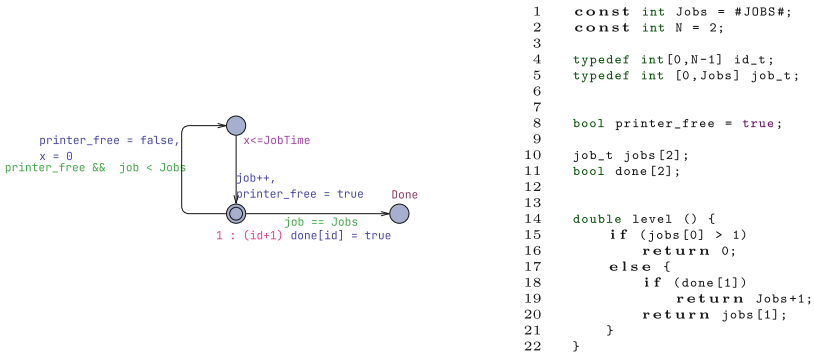 printer_free = false,
x = 0
printer_free && job < Jobs
x<=JobTime
job++,
printer_free = true
Done
job == Jobs
1 : (id+1) done[id] = true
1 const int Jobs = #JOBS#;
2 const int N = 2;
3
4 typedef int[0,N-1] id_t;
5 typedef int [0,Jobs] job_t;
6
7
8 bool printer_free = true;
9
10 job_t jobs[2];
11 bool done[2];
12
13
14 double level () {
15 if (jobs[0] > 1)
16 return 0;
17 else {
18 if (done[1])
19 return Jobs+1;
20 return jobs[1];
21 }
22 }